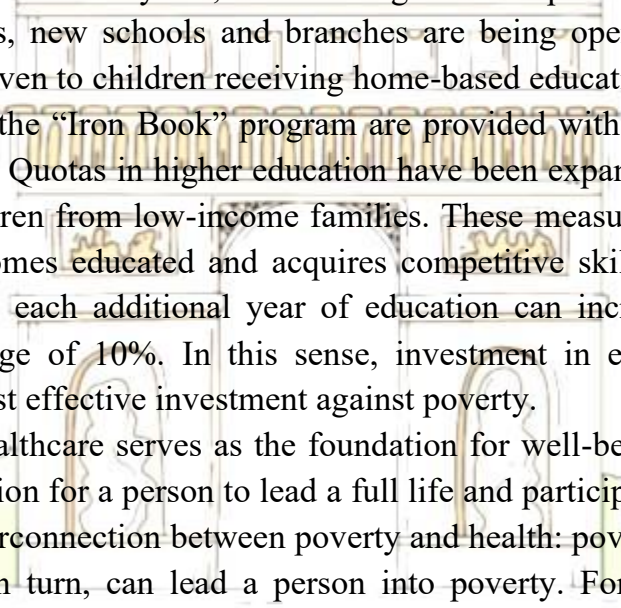 s, new schools and branches are being ope
ven to children receiving home-based educat
the “Iron Book” program are provided with
Quotas in higher education have been expan
ren from low-income families. These measu
omes educated and acquires competitive skil
each additional year of education can inc
ge of 10%. In this sense, investment in e
st effective investment against poverty.
althcare serves as the foundation for well-be
ion for a person to lead a full life and particip
rconnection between poverty and health: pov
n turn, can lead a person into poverty. For